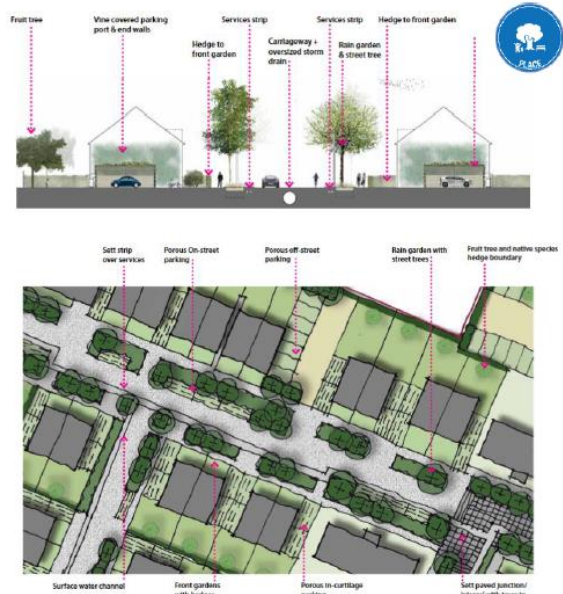 Fruit tree
Vine covered parking
port & end walls
Hedge to
front garden
Services strip
Carriageway +
oversized storm
drain
Services strip
Rain garden
& street tree
Hedge to front garden
PLACE
Sett strip
over services
Porous On-street
parking
Porous off-street
parking
Rain garden with
street trees
Fruit tree and native species
hedge boundary
Surface water channel
Front gardens
with hedges
Porous in-curtilage
parking
Sett paved junction/